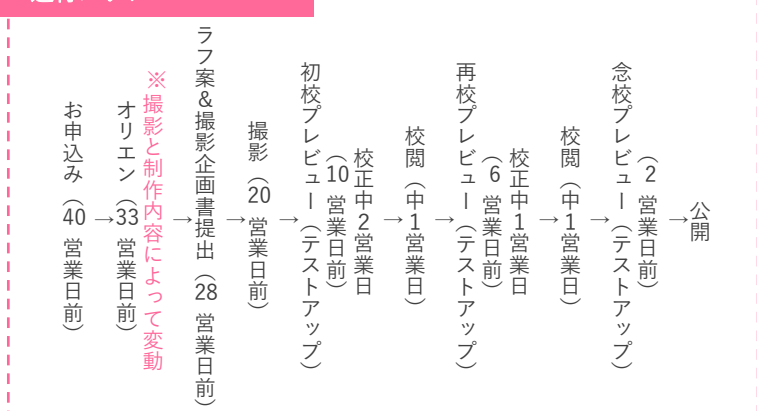 お申込み（40 営業日前）
→
オリエン（33 営業日前）
※撮影と制作内容によって変動
→
ラフ案＆撮影企画書提出（28 営業日前）
→
撮影（20 営業日前）
→
初校プレビュー（テストアップ）
（10 営業日前）
校正中2営業日
→
校閲（中1営業日）
→
再校プレビュー（テストアップ）
（6 営業日前）
校正中1営業日
→
校閲（中1営業日）
→
念校プレビュー（テストアップ）
（2 営業日前）
→
公開